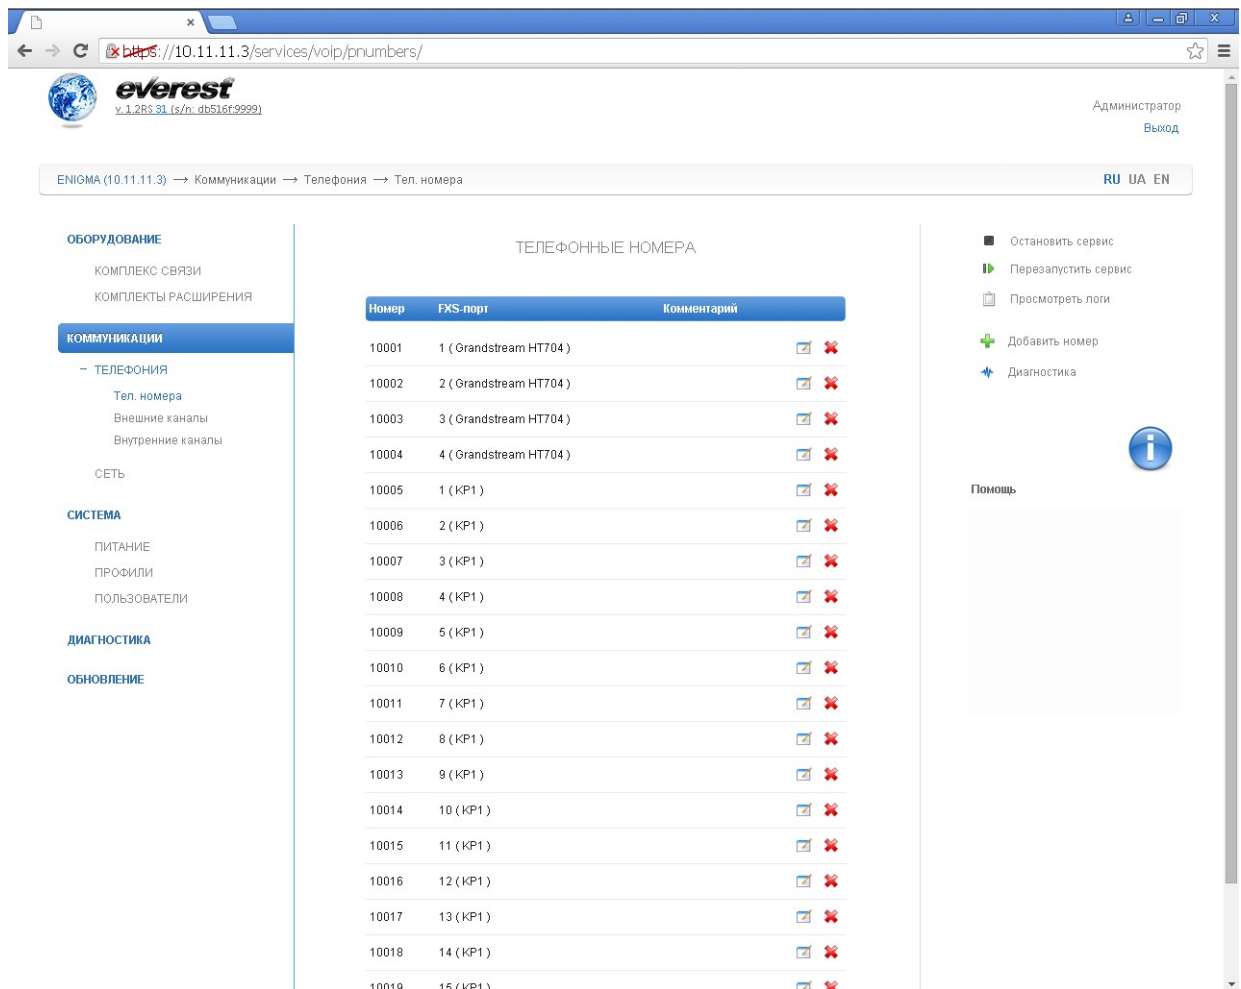 https://10.11.11.3/services/voip/pnumbers/
everest
v. 1.2RS 31 (s/n: db516f:9999)
Администратор
Выход
ENIGMA (10.11.11.3) → Коммуникации → Телефония → Тел. номера
RU UA EN
ОБОРУДОВАНИЕ
КОМПЛЕКС СВЯЗИ
КОМПЛЕКТЫ РАСШИРЕНИЯ
КОММУНИКАЦИИ
– ТЕЛЕФОНИЯ
Тел. номера
Внешние каналы
Внутренние каналы
СЕТЬ
СИСТЕМА
ПИТАНИЕ
ПРОФИЛИ
ПОЛЬЗОВАТЕЛИ
ДИАГНОСТИКА
ОБНОВЛЕНИЕ
ТЕЛЕФОННЫЕ НОМЕРА
Номер FXS-порт Комментарий
10001 1 ( Grandstream HT704 )
10002 2 ( Grandstream HT704 )
10003 3 ( Grandstream HT704 )
10004 4 ( Grandstream HT704 )
10005 1 ( KP1 )
10006 2 ( KP1 )
10007 3 ( KP1 )
10008 4 ( KP1 )
10009 5 ( KP1 )
10010 6 ( KP1 )
10011 7 ( KP1 )
10012 8 ( KP1 )
10013 9 ( KP1 )
10014 10 ( KP1 )
10015 11 ( KP1 )
10016 12 ( KP1 )
10017 13 ( KP1 )
10018 14 ( KP1 )
10019 15 ( KP1 )
Остановить сервис
Перезапустить сервис
Просмотреть логи
Добавить номер
Диагностика
Помощь